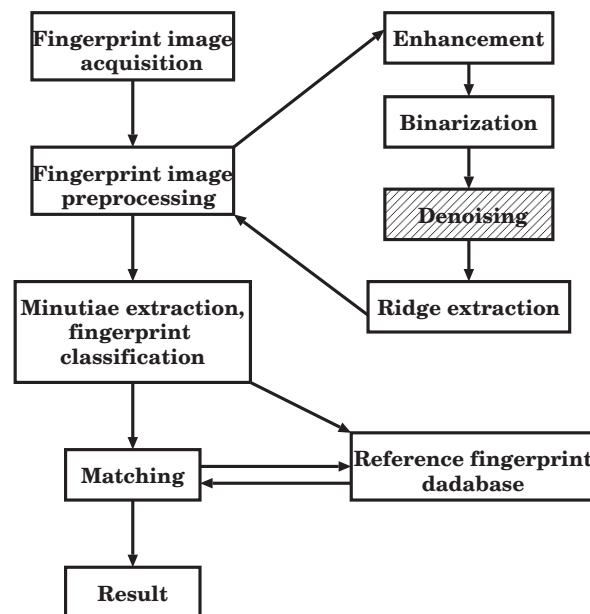 Fingerprint image
acquisition
Fingerprint image
preprocessing
Enhancement
Binarization
Denoising
Ridge extraction
Minutiae extraction,
fingerprint
classification
Matching
Reference fingerprint
dadabase
Result